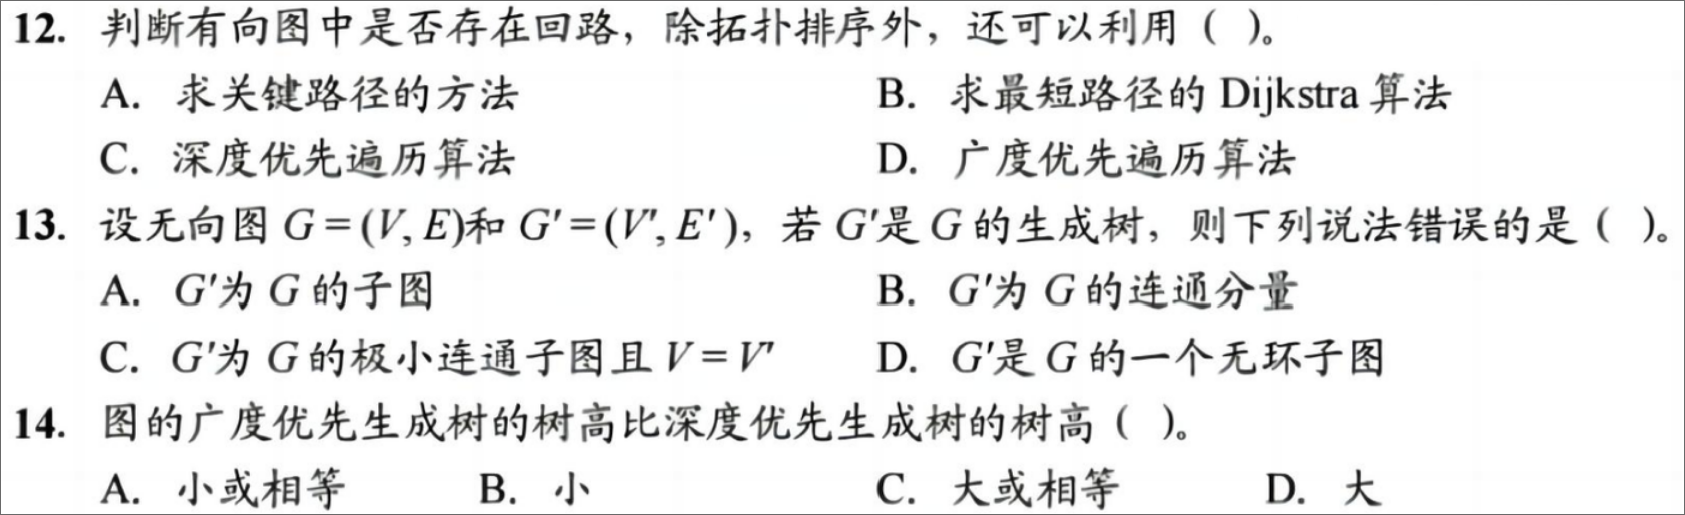 12. 判断有向图中是否存在回路，除拓扑排序外，还可以利用（ ）。
A. 求关键路径的方法 B. 求最短路径的 Dijkstra 算法
C. 深度优先遍历算法 D. 广度优先遍历算法
13. 设无向图 G=(V, E)和 G′=(V′, E′)，若 G′是 G 的生成树，则下列说法错误的是（ ）。
A. G′为 G 的子图 B. G′为 G 的连通分量
C. G′为 G 的极小连通子图且 V=V′ D. G′是 G 的一个无环子图
14. 图的广度优先生成树的树高比深度优先生成树的树高（ ）。
A. 小或相等 B. 小 C. 大或相等 D. 大